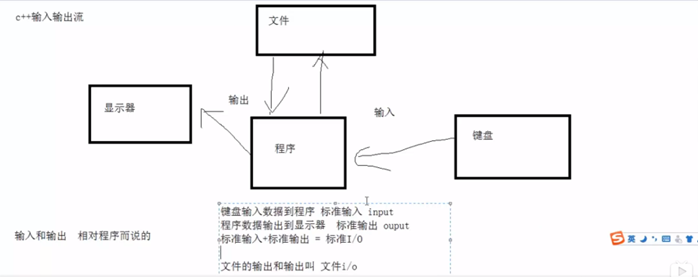 c++输入输出流
文件
显示器
输出
输入
程序
键盘
键盘输入数据到程序 标准输入 input
程序数据输出到显示器 标准输出 ouput
标准输入+标准输出 = 标准I/O
输入和输出 相对程序而说的
文件的输出和输出叫 文件i/o
英